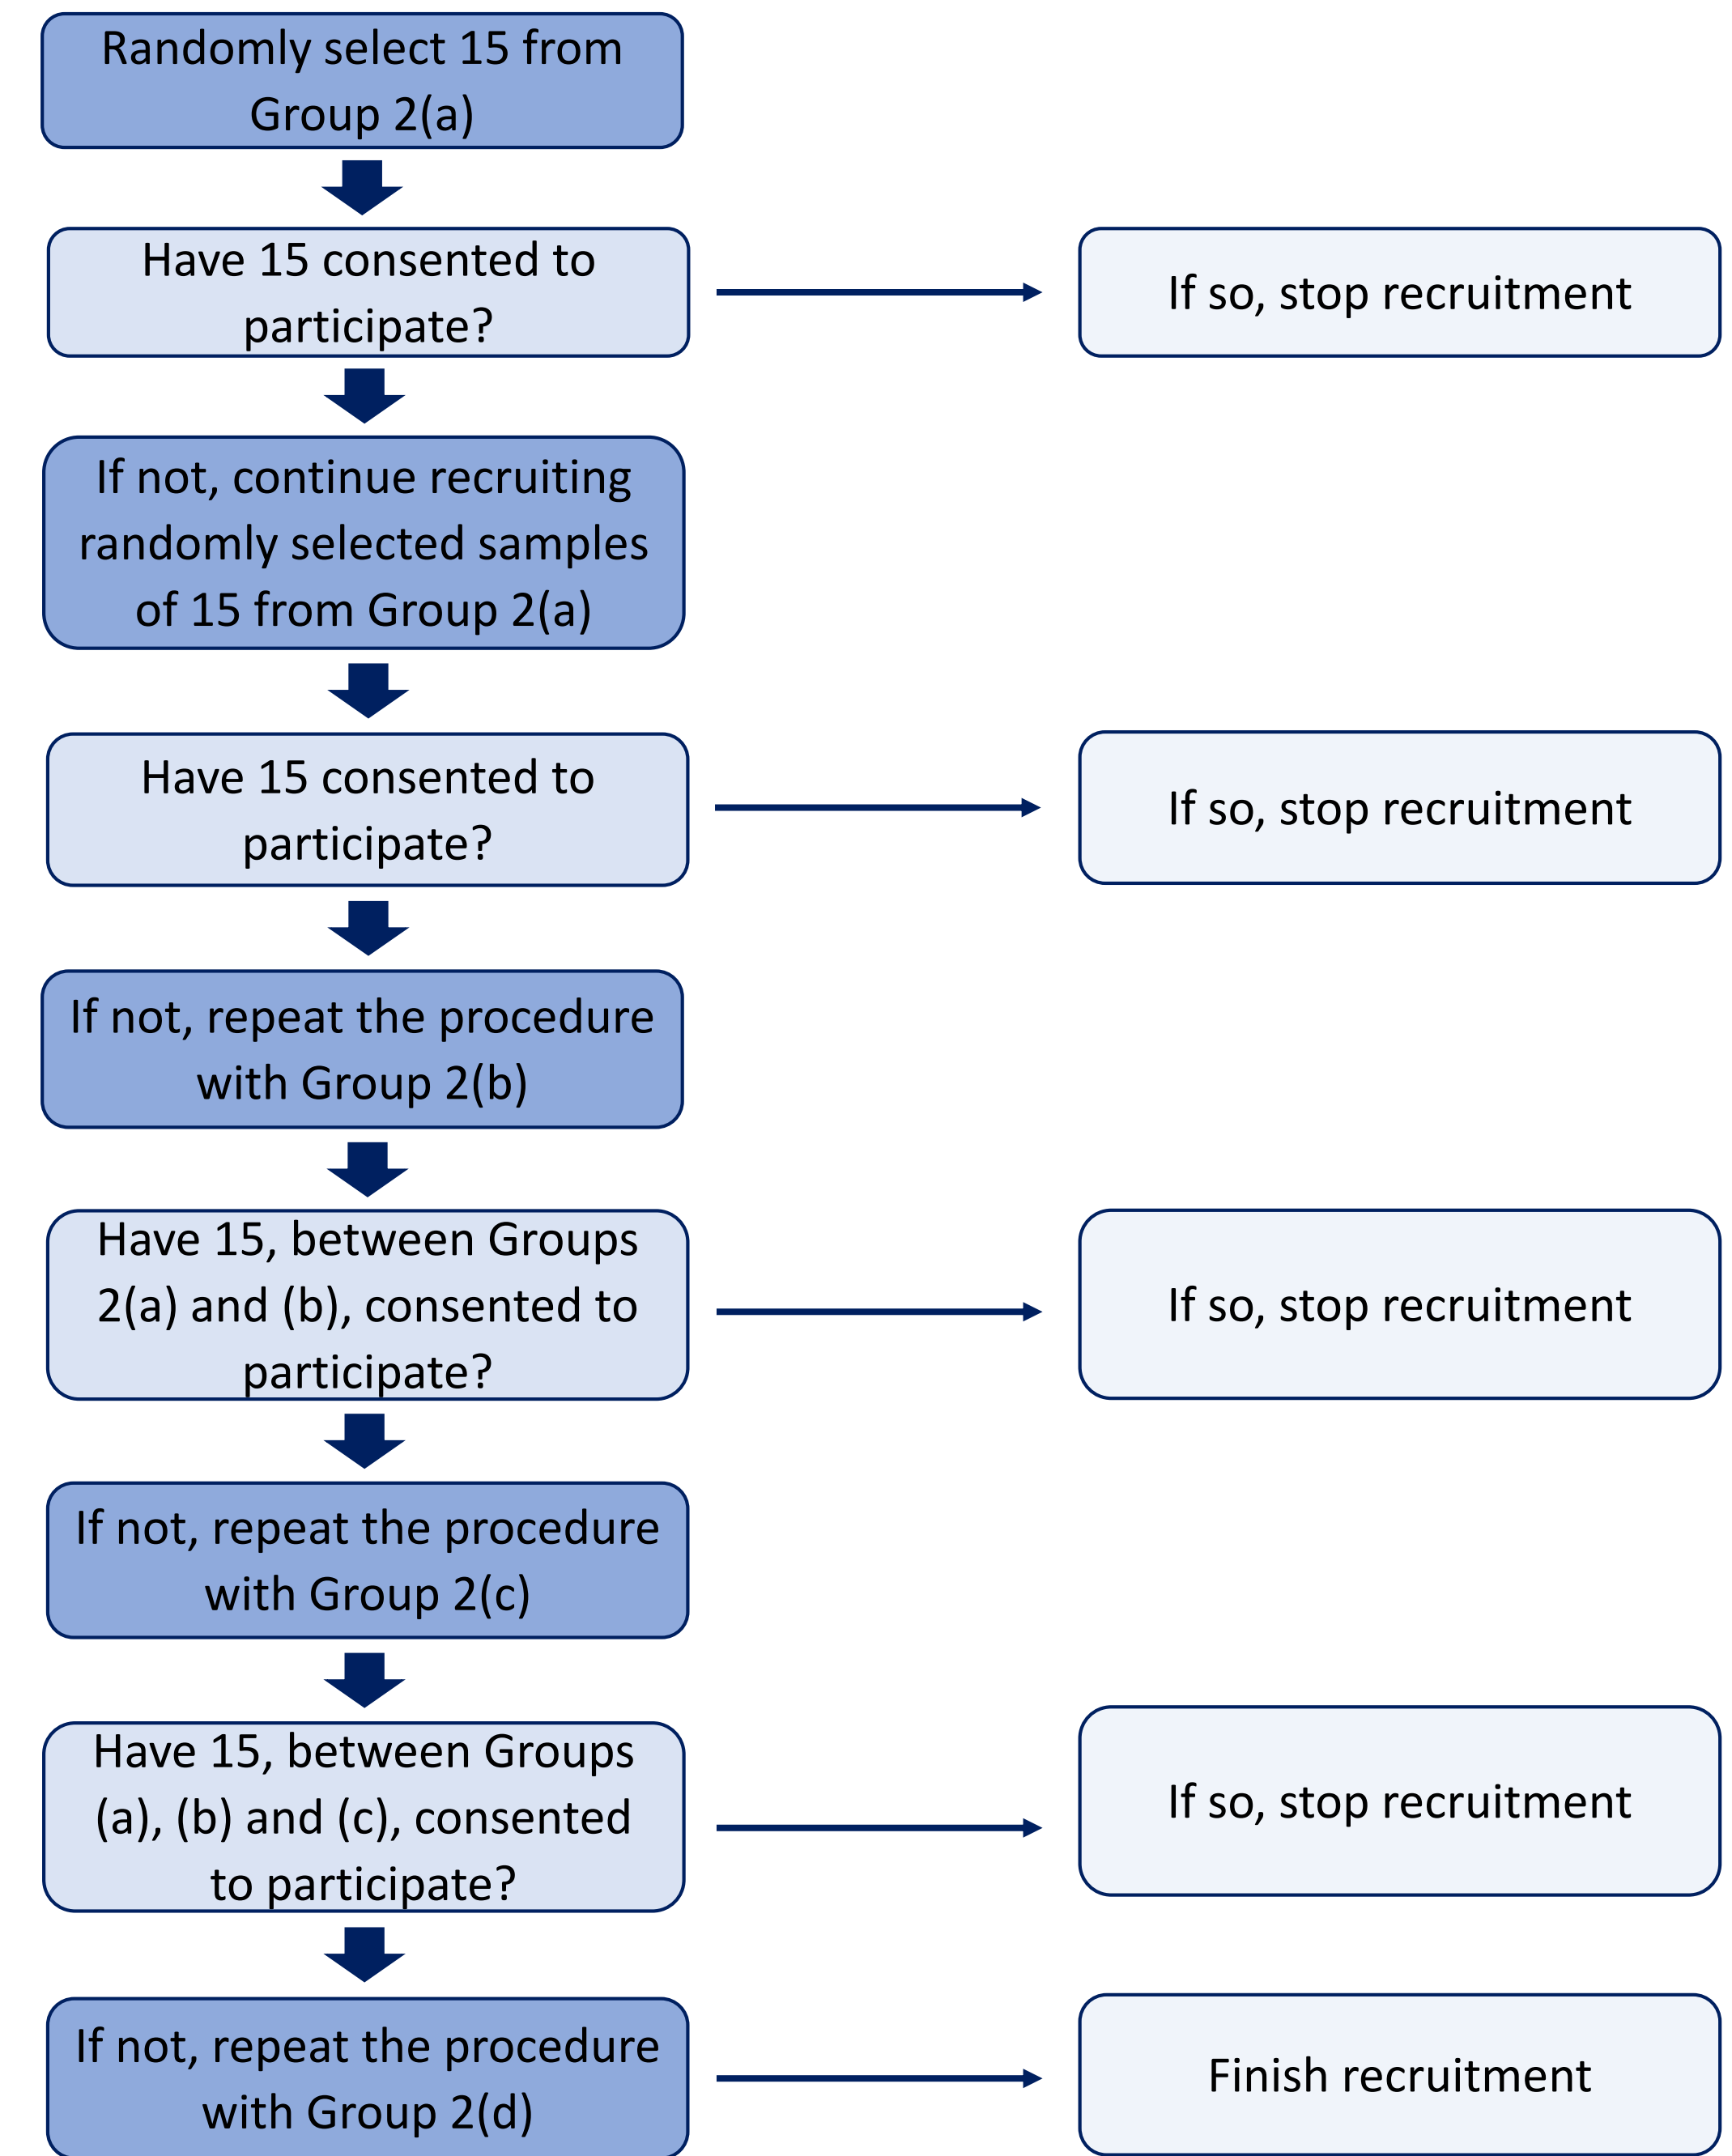 Randomly select 15 from
Group 2(a)
Have 15 consented to
participate?
If so, stop recruitment
If not, continue recruiting
randomly selected samples
of 15 from Group 2(a)
Have 15 consented to
participate?
If so, stop recruitment
If not, repeat the procedure
with Group 2(b)
Have 15, between Groups
2(a) and (b), consented to
participate?
If so, stop recruitment
If not, repeat the procedure
with Group 2(c)
Have 15, between Groups
(a), (b) and (c), consented
to participate?
If so, stop recruitment
If not, repeat the procedure
with Group 2(d)
Finish recruitment